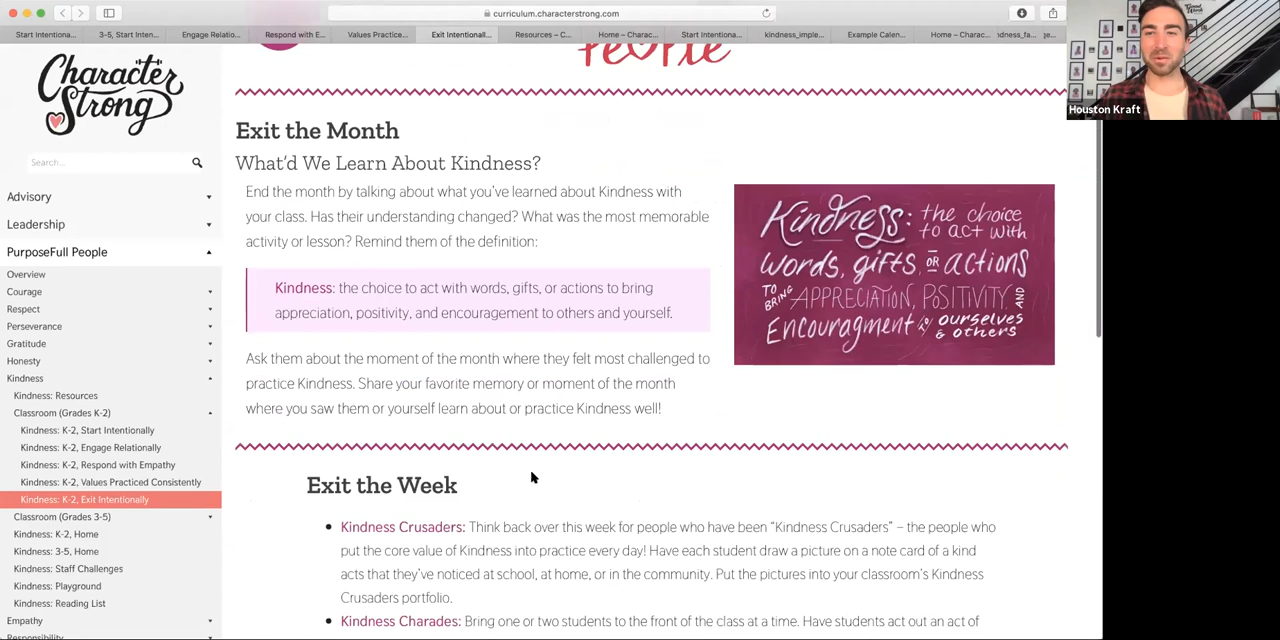 curriculum.characterstrong.com
Start Intentiona...
3-5, Start Inten...
Engage Relatio...
Respond with E...
Values Practice...
Exit Intentionall...
Resources – C...
Home – Charac...
Start Intentiona...
kindness_imple...
Example Calen...
Home – Charac...
Houston Kraft
Character
Strong
Search...
Advisory
Leadership
PurposeFull People
Overview
Courage
Respect
Perseverance
Gratitude
Honesty
Kindness
Kindness: Resources
Classroom (Grades K-2)
Kindness: K-2, Start Intentionally
Kindness: K-2, Engage Relationally
Kindness: K-2, Respond with Empathy
Kindness: K-2, Values Practiced Consistently
Kindness: K-2, Exit Intentionally
Classroom (Grades 3-5)
Kindness: K-2, Home
Kindness: 3-5, Home
Kindness: Staff Challenges
Kindness: Playground
Kindness: Reading List
Empathy
Responsibility
people
Exit the Month
What'd We Learn About Kindness?
End the month by talking about what you've learned about Kindness with
your class. Has their understanding changed? What was the most memorable
activity or lesson? Remind them of the definition:
Kindness: the choice to act with words, gifts, or actions to bring
appreciation, positivity, and encouragement to others and yourself.
Ask them about the moment of the month where they felt most challenged to
practice Kindness. Share your favorite memory or moment of the month
where you saw them or yourself learn about or practice Kindness well!
Kindness: the choice
to act with
words, gifts OR actions
TO BRING APPRECIATION, POSITIVITY AND
Encouragment to ourselves
& others
Exit the Week
• Kindness Crusaders: Think back over this week for people who have been “Kindness Crusaders” – the people who
put the core value of Kindness into practice every day! Have each student draw a picture on a note card of a kind
acts that they've noticed at school, at home, or in the community. Put the pictures into your classroom's Kindness
Crusaders portfolio.
• Kindness Charades: Bring one or two students to the front of the class at a time. Have students act out an act of